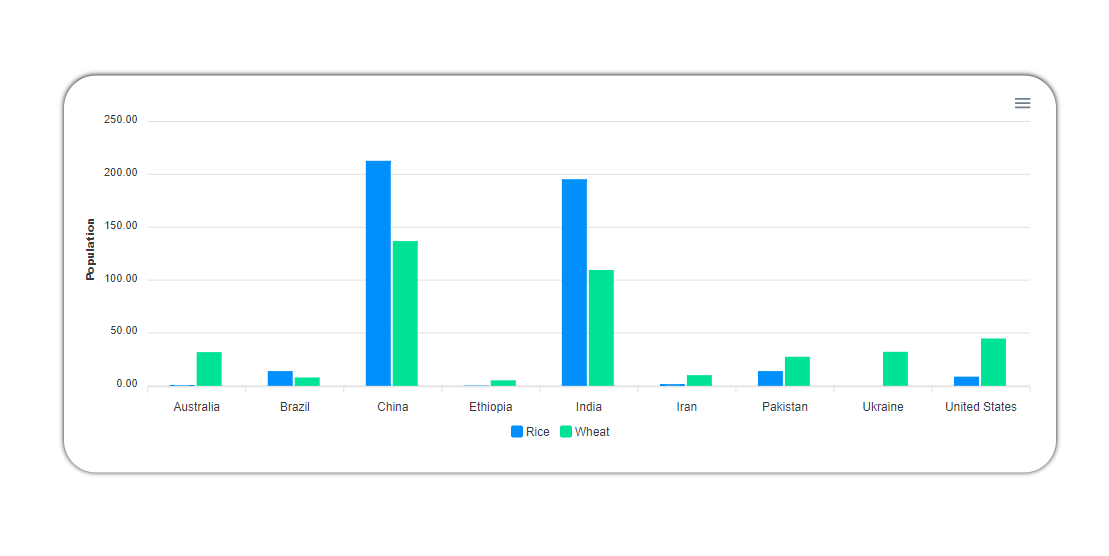 250.00
200.00
150.00
100.00
50.00
0.00
Population
Australia Brazil China Ethiopia India Iran Pakistan Ukraine United States
Rice Wheat